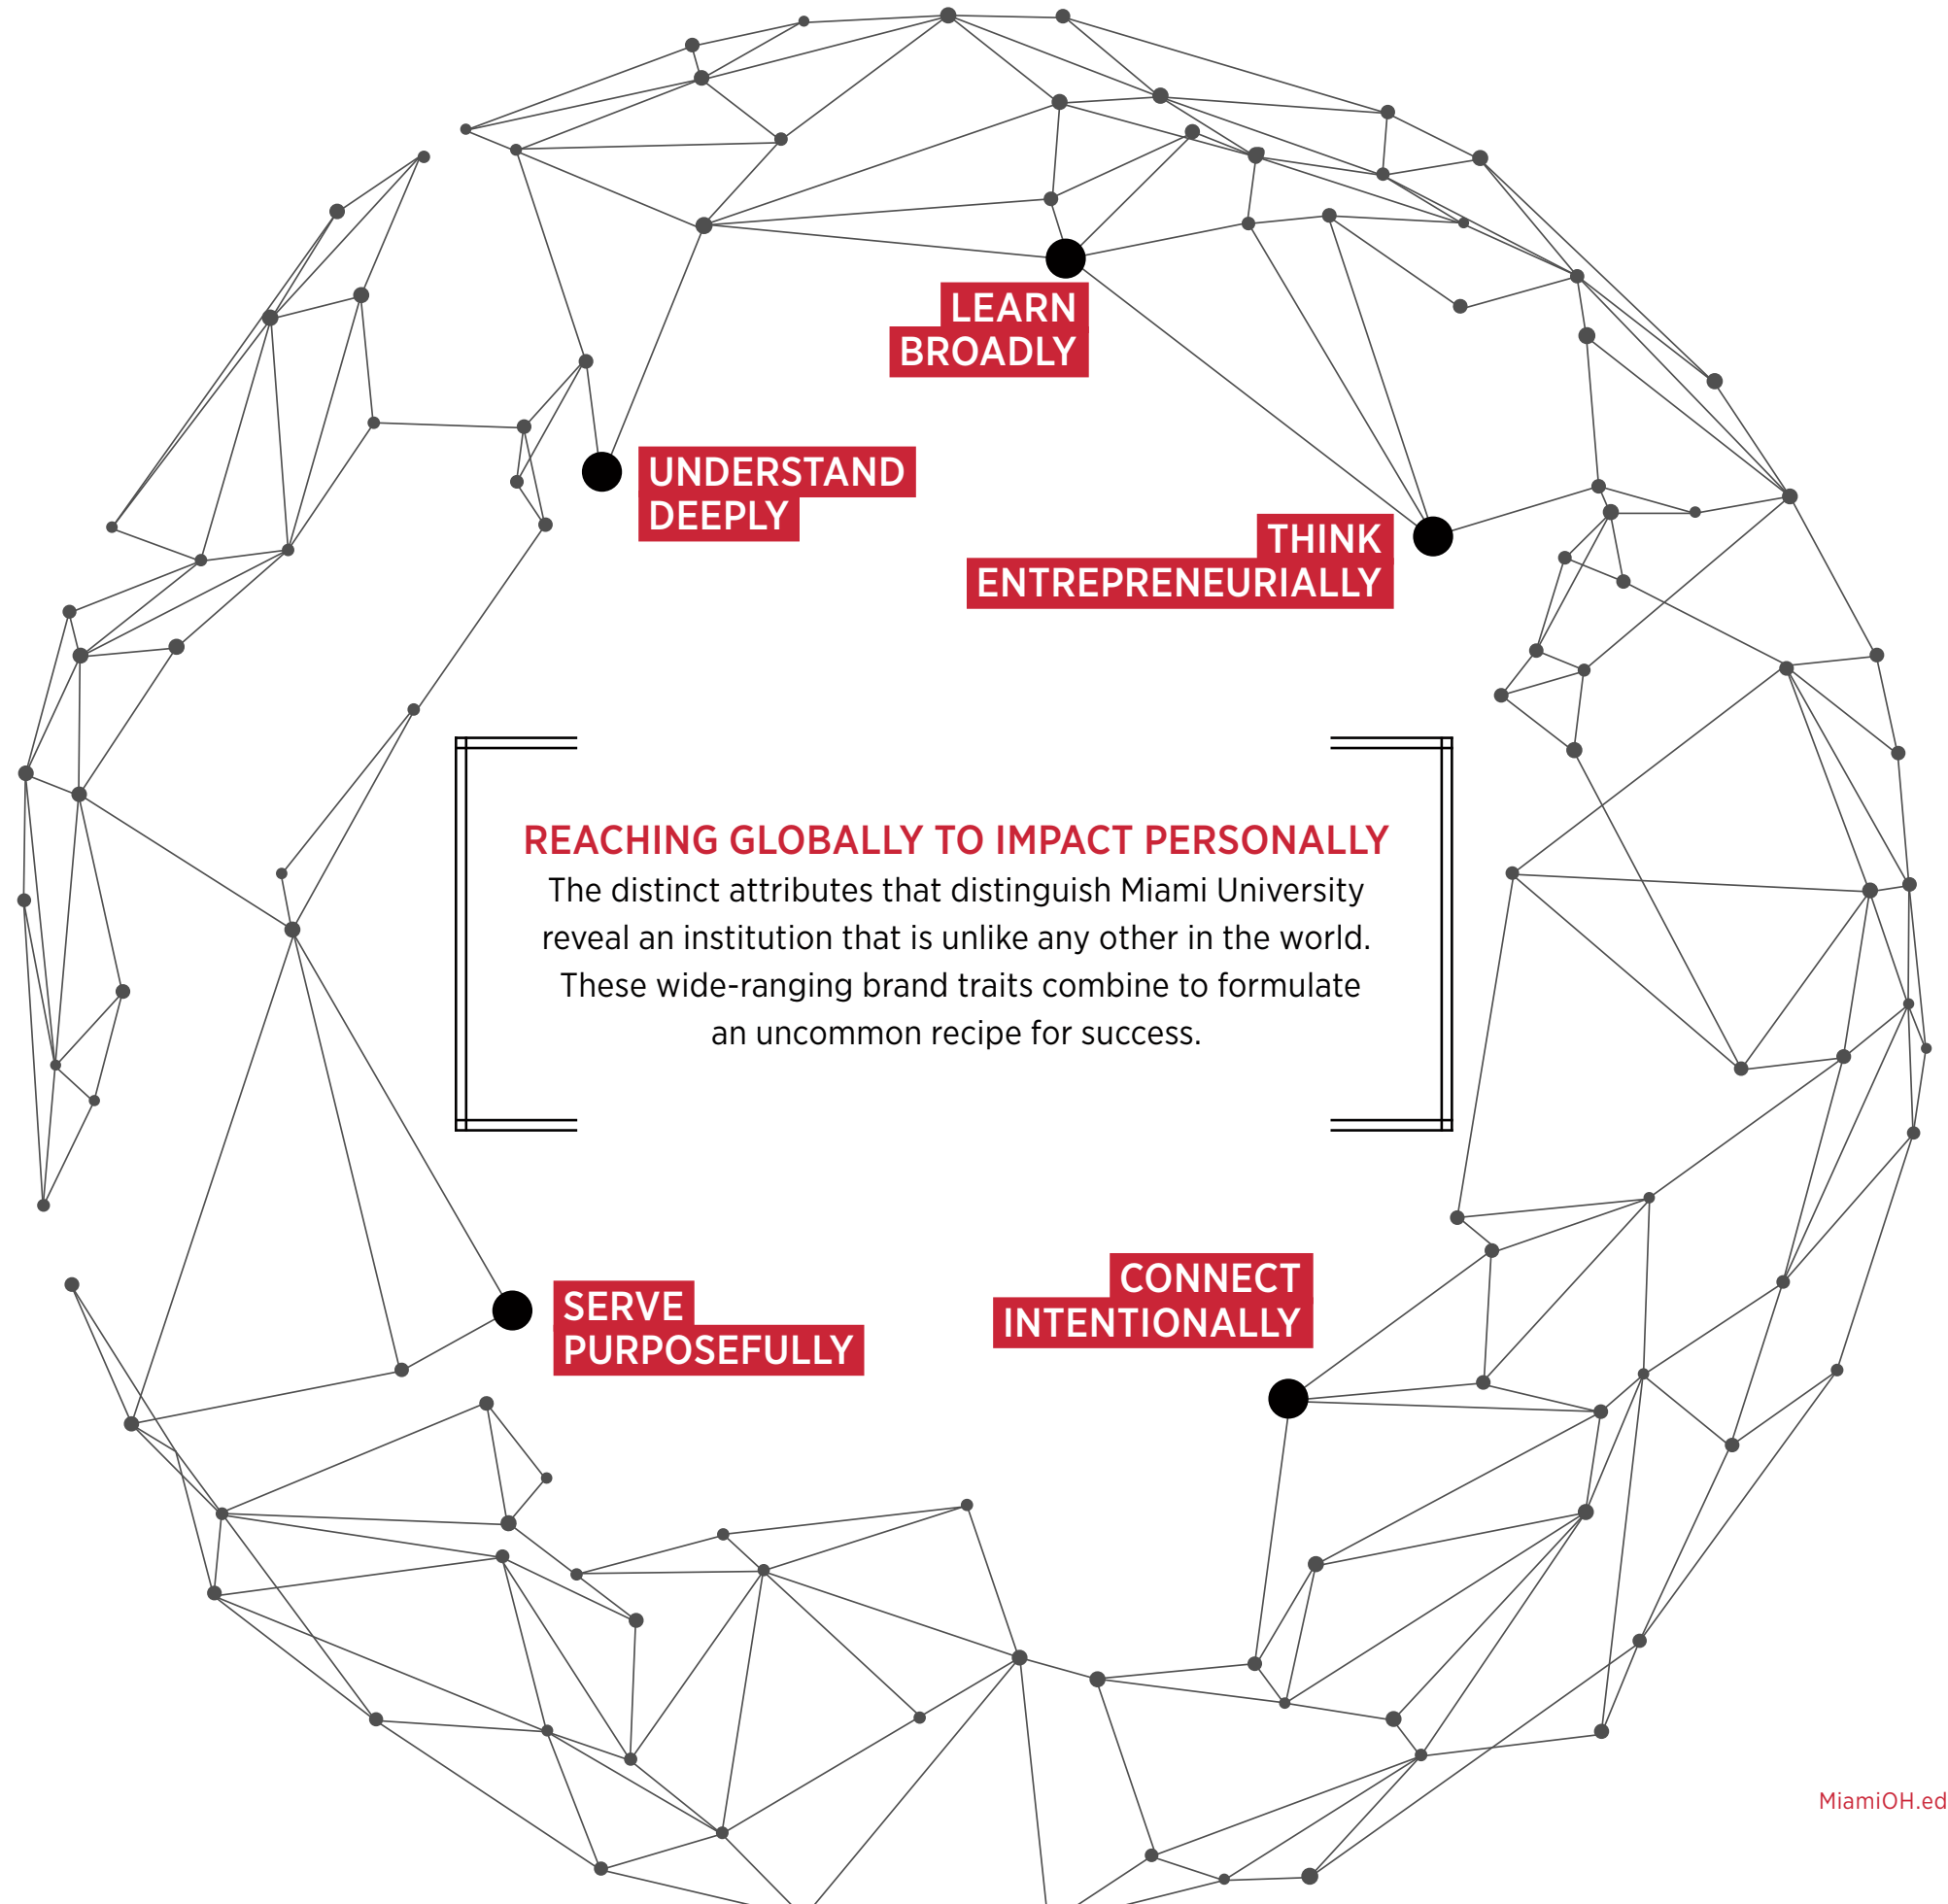 LEARN
BROADLY
UNDERSTAND
DEEPLY
THINK
ENTREPRENEURIALLY
REACHING GLOBALLY TO IMPACT PERSONALLY
The distinct attributes that distinguish Miami University
reveal an institution that is unlike any other in the world.
These wide-ranging brand traits combine to formulate
an uncommon recipe for success.
CONNECT
INTENTIONALLY
SERVE
PURPOSEFULLY
MiamiOH.ed